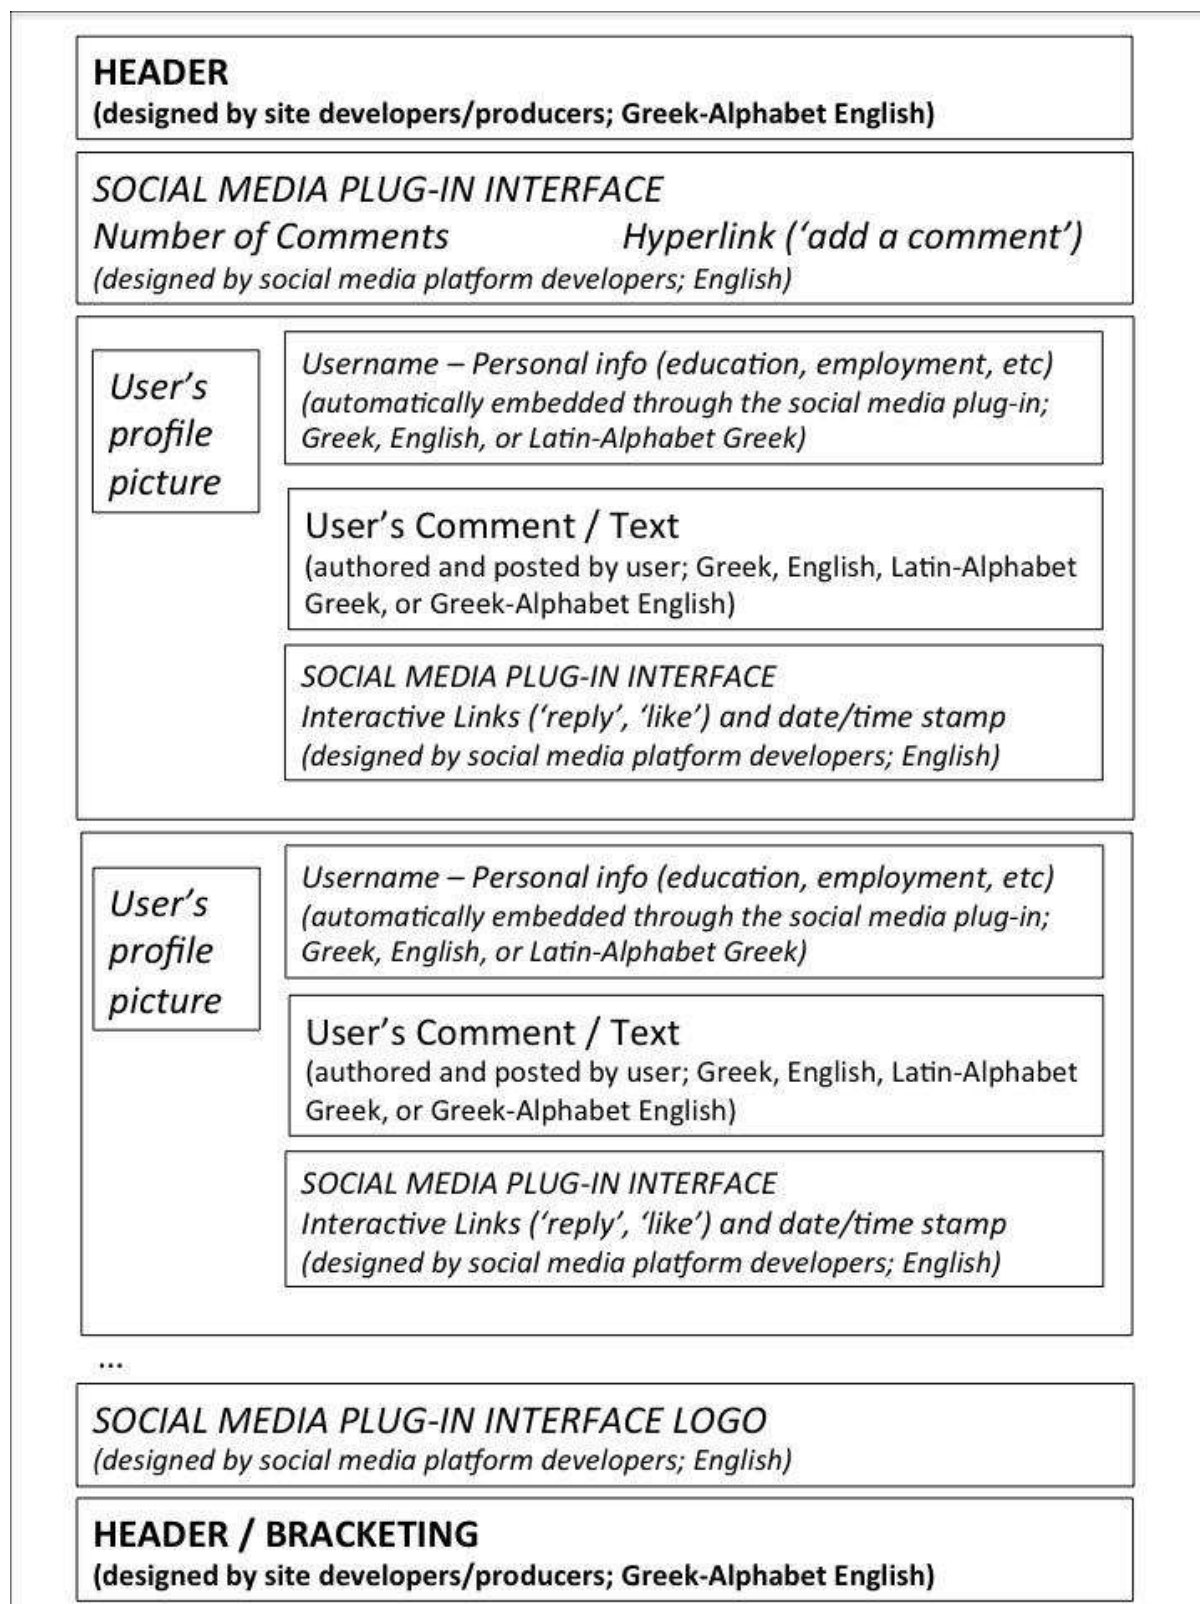 HEADER
(designed by site developers/producers; Greek-Alphabet English)
SOCIAL MEDIA PLUG-IN INTERFACE
Number of Comments Hyperlink (‘add a comment’)
(designed by social media platform developers; English)
User’s
profile
picture
Username – Personal info (education, employment, etc)
(automatically embedded through the social media plug-in;
Greek, English, or Latin-Alphabet Greek)
User’s Comment / Text
(authored and posted by user; Greek, English, Latin-Alphabet
Greek, or Greek-Alphabet English)
SOCIAL MEDIA PLUG-IN INTERFACE
Interactive Links (‘reply’, ‘like’) and date/time stamp
(designed by social media platform developers; English)
User’s
profile
picture
Username – Personal info (education, employment, etc)
(automatically embedded through the social media plug-in;
Greek, English, or Latin-Alphabet Greek)
User’s Comment / Text
(authored and posted by user; Greek, English, Latin-Alphabet
Greek, or Greek-Alphabet English)
SOCIAL MEDIA PLUG-IN INTERFACE
Interactive Links (‘reply’, ‘like’) and date/time stamp
(designed by social media platform developers; English)
...
SOCIAL MEDIA PLUG-IN INTERFACE LOGO
(designed by social media platform developers; English)
HEADER / BRACKETING
(designed by site developers/producers; Greek-Alphabet English)